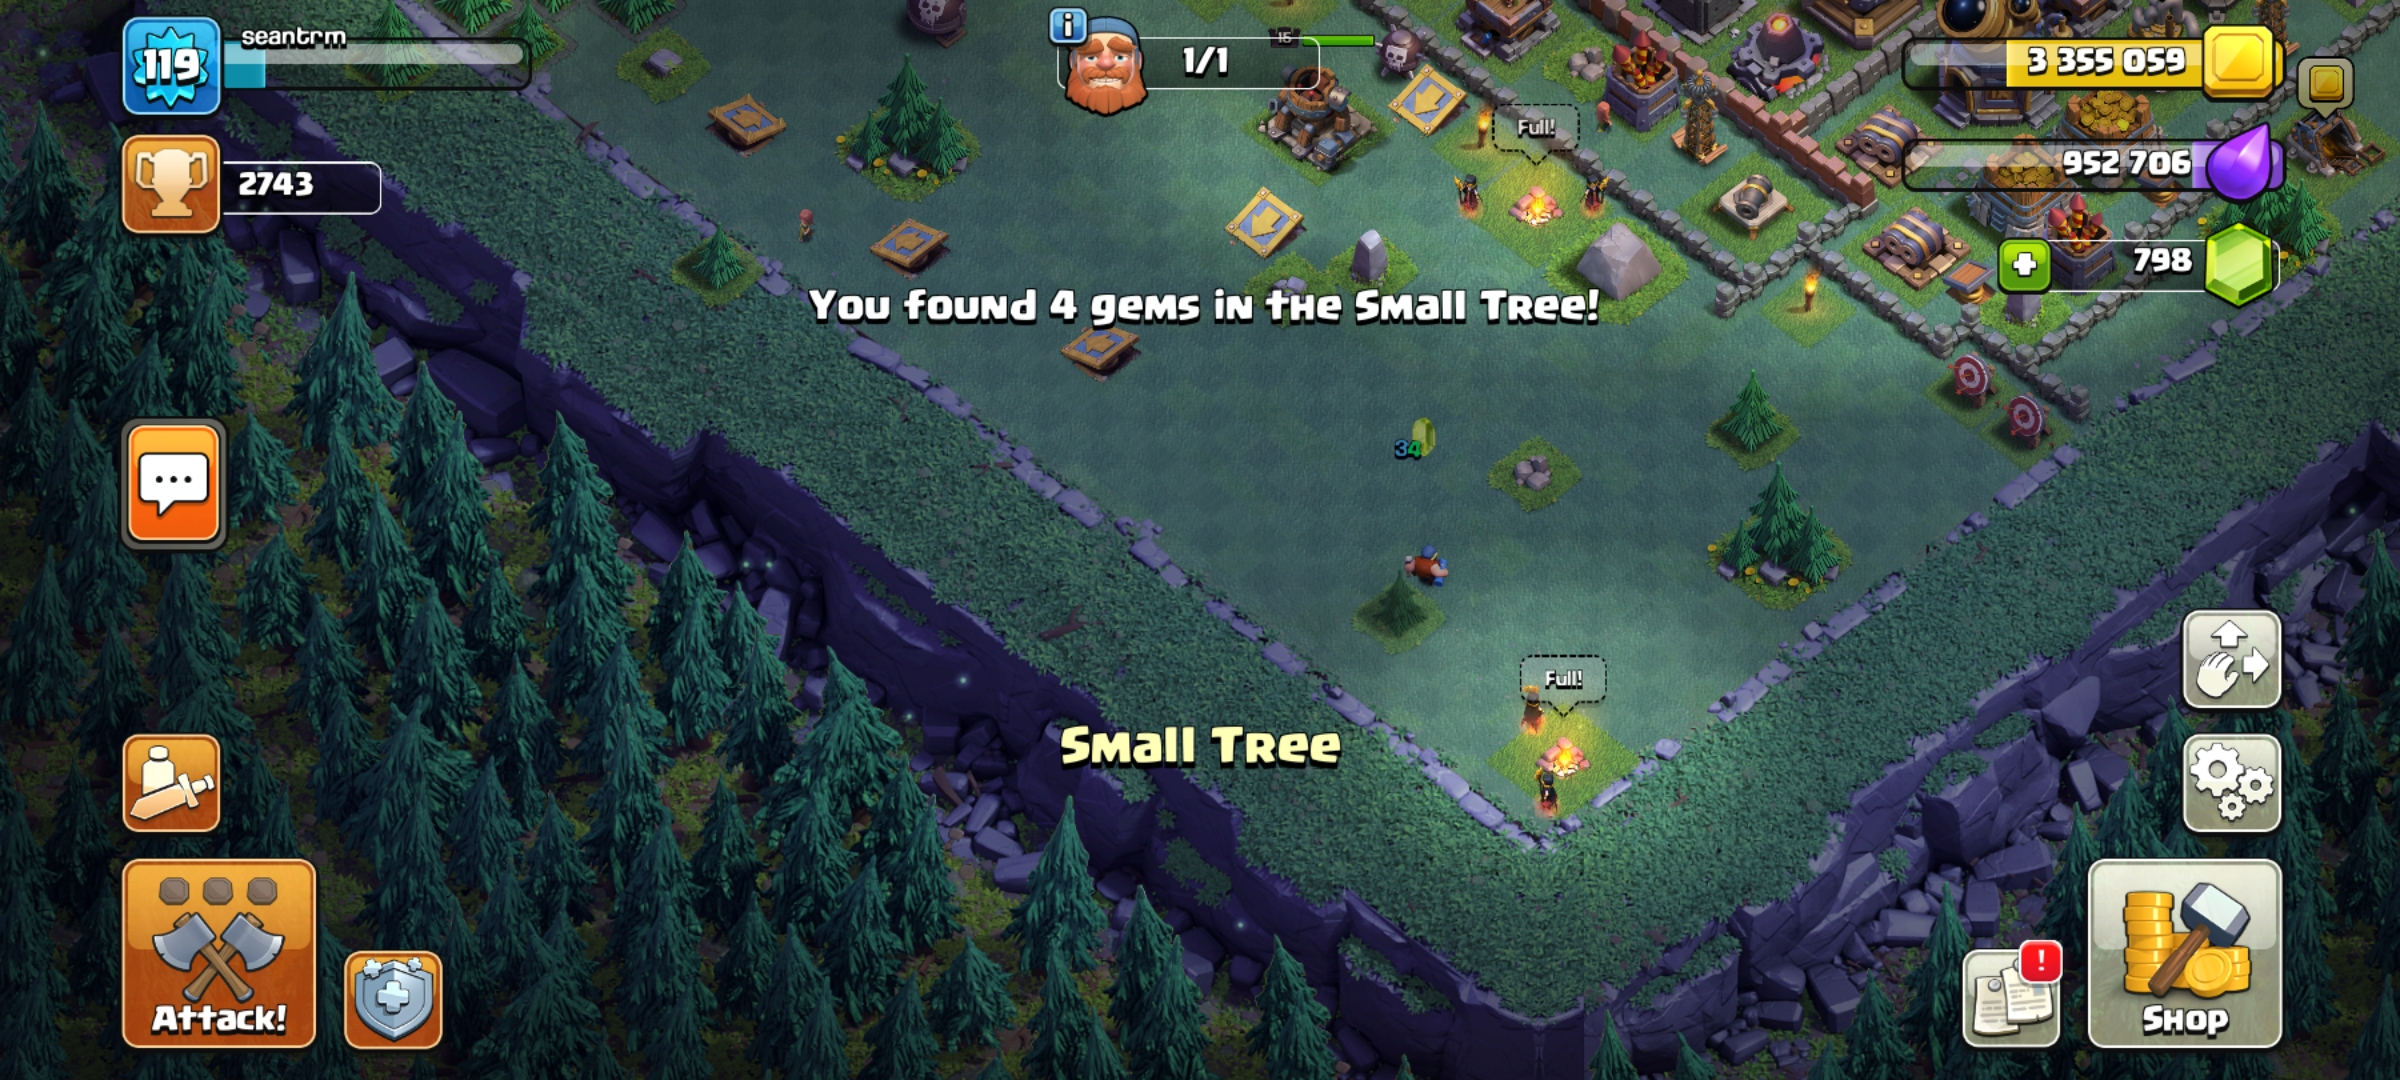 119
seantrm
1/1
15
3 355 059
Full!
952 706
2743
798
You found 4 gems in the Small Tree!
34
Full!
Small Tree
Attack!
Shop